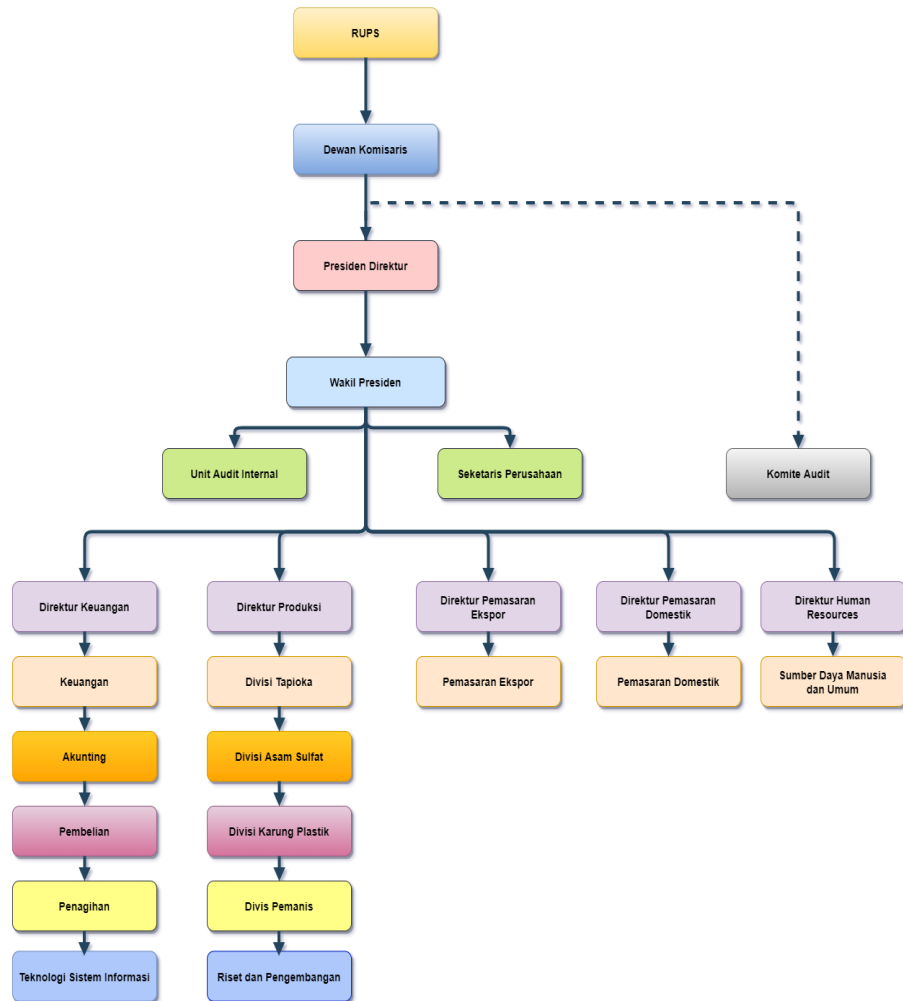 RUPS
Dewan Komisaris
Presiden Direktur
Wakil Presiden
Unit Audit Internal
Seketaris Perusahaan
Komite Audit
Direktur Keuangan
Direktur Produksi
Direktur Pemasaran
Ekspor
Direktur Pemasaran
Domestik
Direktur Human
Resources
Keuangan
Divisi Tapioka
Pemasaran Ekspor
Pemasaran Domestik
Sumber Daya Manusia
dan Umum
Akunting
Divisi Asam Sulfat
Pembelian
Divisi Karung Plastik
Penagihan
Divis Pemanis
Teknologi Sistem Informasi
Riset dan Pengembangan